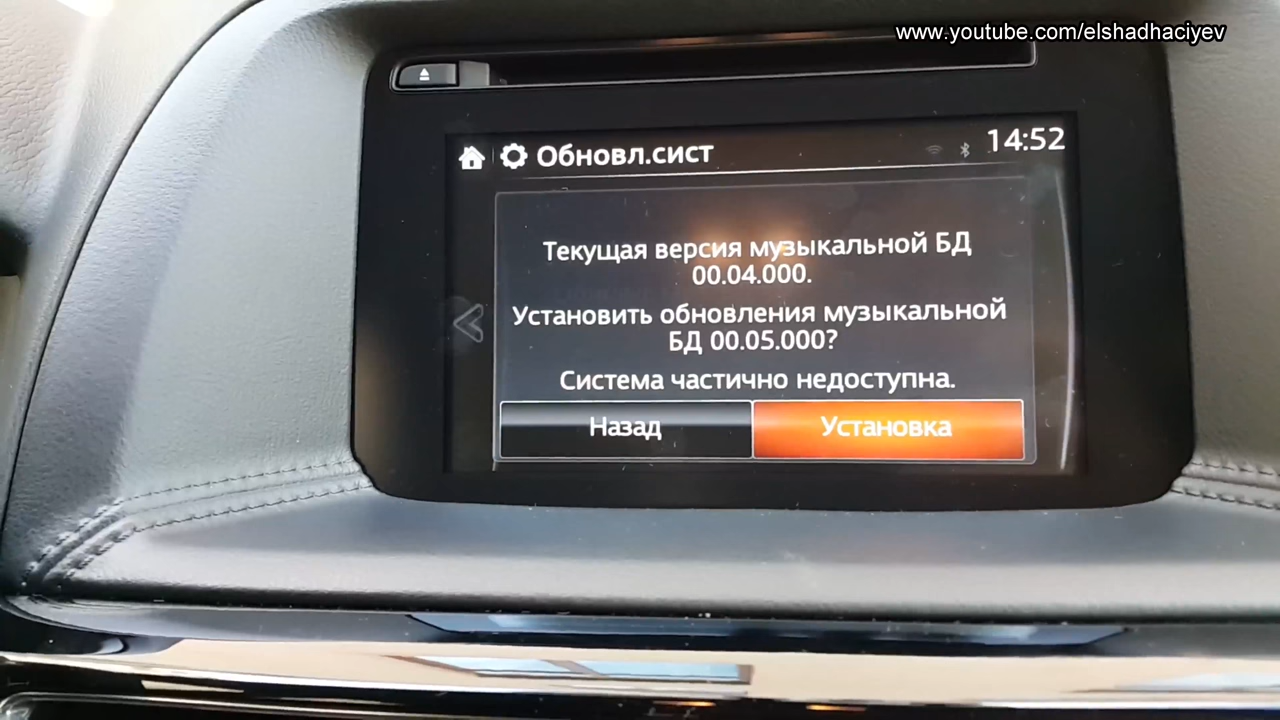 www.youtube.com/elshadhaciyev
Обновл.сист
14:52
Текущая версия музыкальной БД
00.04.000.
Установить обновления музыкальной
БД 00.05.000?
Система частично недоступна.
Назад
Установка